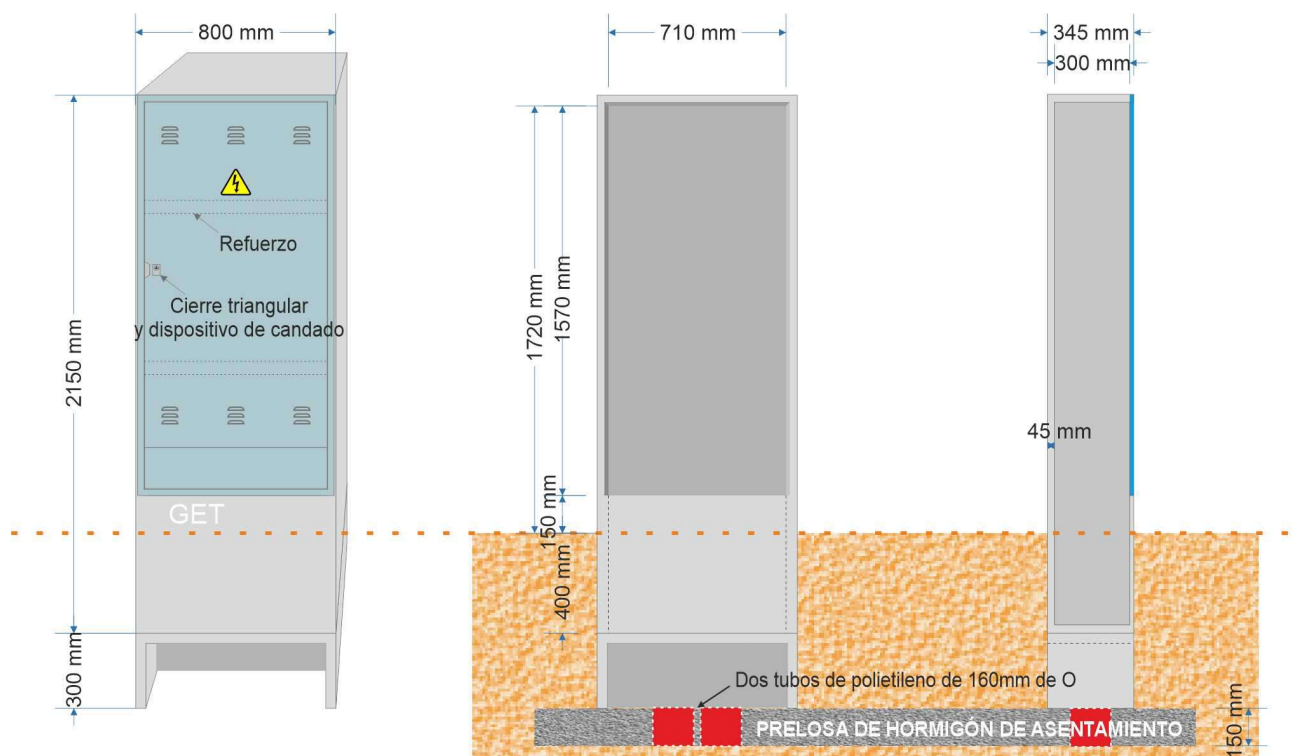 800 mm
710 mm
345 mm
300 mm
2150 mm
300 mm
Refuerzo
Cierre triangular
y dispositivo de candado
GET
1720 mm
1570 mm
150 mm
400 mm
45 mm
Dos tubos de polietileno de 160mm de O
PRELOSA DE HORMIGÓN DE ASENTAMIENTO
150 mm